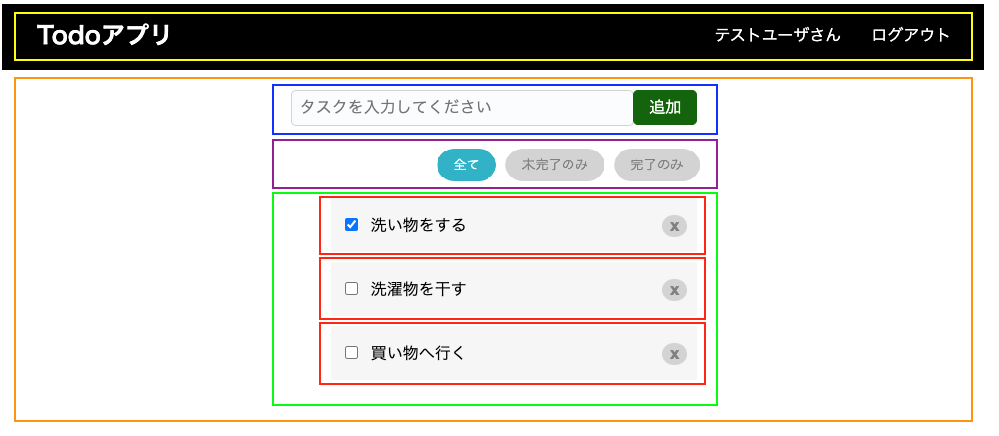 Todoアプリ テストユーザさん ログアウト
タスクを入力してください 追加
全て 未完了のみ 完了のみ
洗い物をする x
洗濯物を干す x
買い物へ行く x